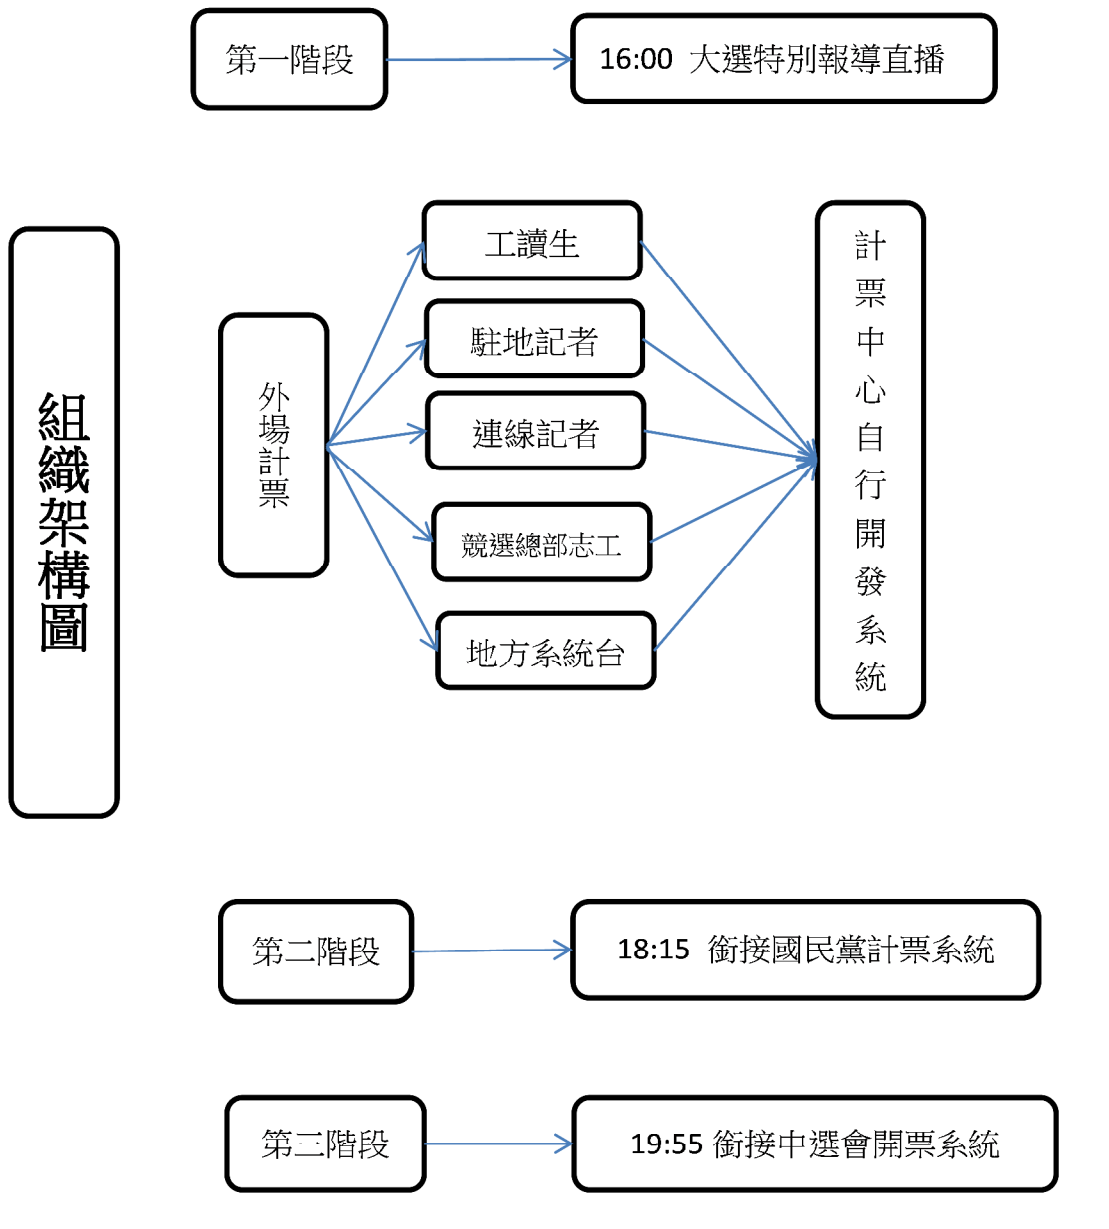 第一階段
16:00 大選特別報導直播
組織架構圖
外場計票
工讀生
駐地記者
連線記者
競選總部志工
地方系統台
計票中心自行開發系統
第二階段
18:15 銜接國民黨計票系統
第三階段
19:55 銜接中選會開票系統